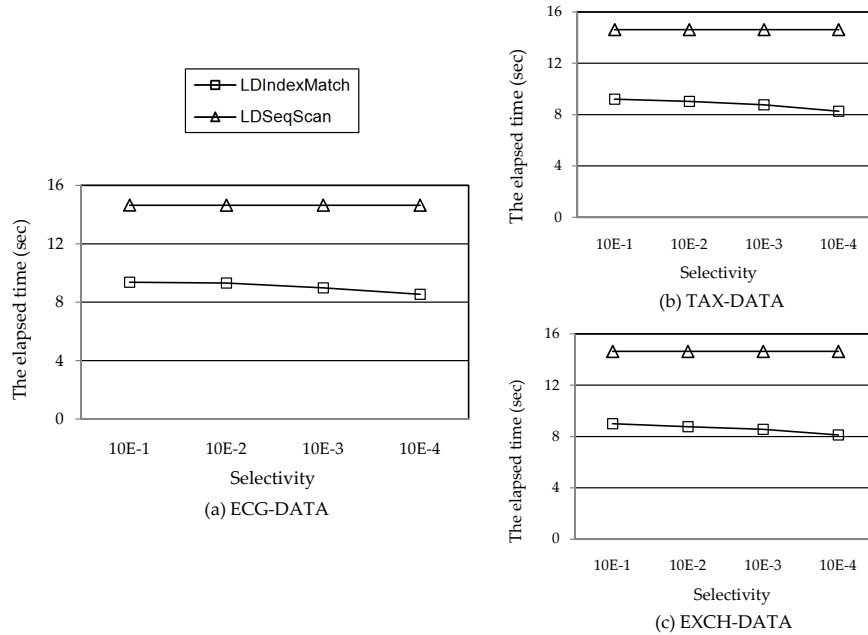 LDIndexMatch
LDSeqScan
The elapsed time (sec)
16
12
8
4
0
10E-1 10E-2 10E-3 10E-4
Selectivity
(a) ECG-DATA
The elapsed time (sec)
16
12
8
4
0
10E-1 10E-2 10E-3 10E-4
Selectivity
(b) TAX-DATA
The elapsed time (sec)
16
12
8
4
0
10E-1 10E-2 10E-3 10E-4
Selectivity
(c) EXCH-DATA